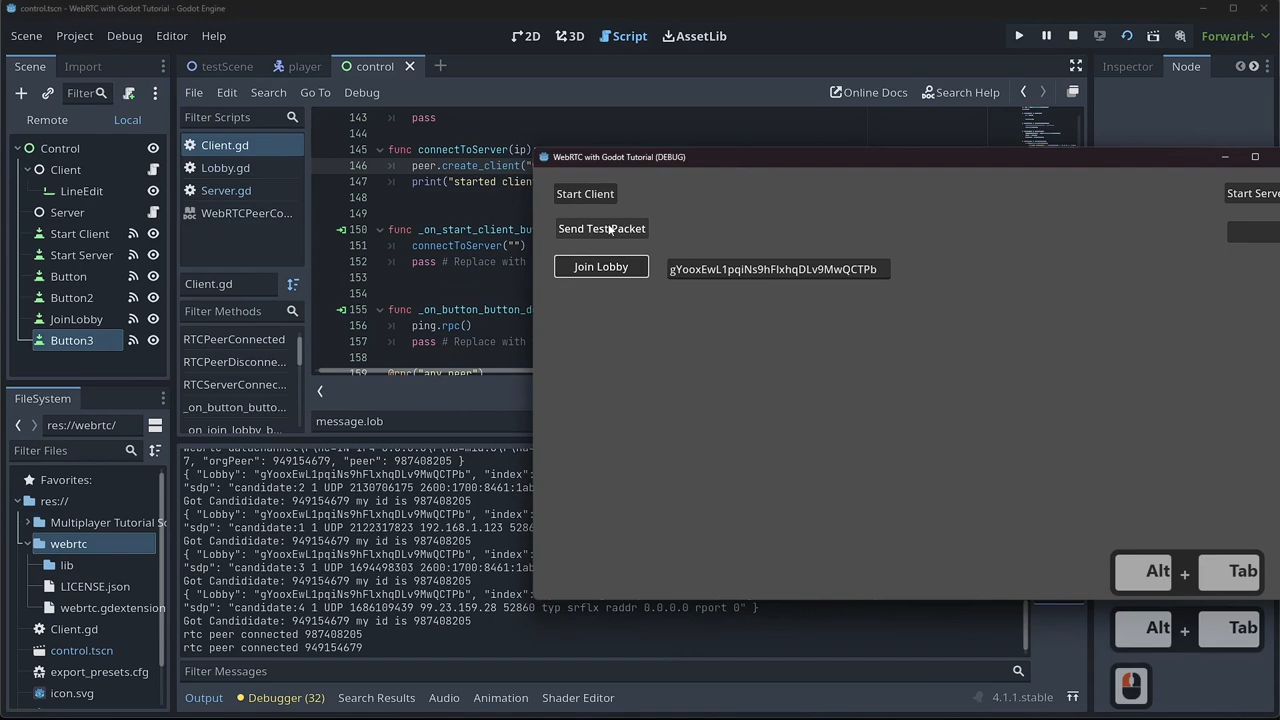 control.tscn - WebRTC with Godot Tutorial - Godot Engine
Scene Project Debug Editor Help
2D 3D Script AssetLib
Forward+
Scene Import
testScene player control
Inspector Node
Filter
File Edit Search Go To Debug
Online Docs Search Help
Remote Local
Filter Scripts
Control
Client
LineEdit
Server
Start Client
Start Server
Button
Button2
JoinLobby
Button3
Client.gd
Lobby.gd
Server.gd
WebRTCPeerCo...
Client.gd
Filter Methods
RTCPeerConnected
RTCPeerDisconne...
RTCServerConnec...
_on_button_butto...
_on_join_lobby_b...
143 pass
144
145 func connectToServer(ip)
146 peer.create_client("
147 print("started clien
148
149
150 func _on_start_client_bu
151 connectToServer("")
152 pass # Replace with
153
154
155 func _on_button_button_d
156 ping.rpc()
157 pass # Replace with
158
159 @rpc("any_peer")
message.lob
WebRTC with Godot Tutorial (DEBUG)
Start Client
Start Serve
Send Test Packet
Join Lobby
gYooxEwL1pqiNs9hFlxhqDLv9MwQCTPb
FileSystem
res://webrtc/
Filter Files
Favorites:
res://
Multiplayer Tutorial Sc
webrtc
lib
LICENSE.json
webrtc.gdextension
Client.gd
control.tscn
export_presets.cfg
icon.svg
7, "orgPeer": 949154679, "peer": 987408205 }
{ "Lobby": "gYooxEwL1pqiNs9hFlxhqDLv9MwQCTPb", "index":
"sdp": "candidate:2 1 UDP 2130706175 2600:1700:8461:1ab
Got Candididate: 949154679 my id is 987408205
{ "Lobby": "gYooxEwL1pqiNs9hFlxhqDLv9MwQCTPb", "index":
"sdp": "candidate:1 1 UDP 2122317823 192.168.1.123 5286
Got Candididate: 949154679 my id is 987408205
{ "Lobby": "gYooxEwL1pqiNs9hFlxhqDLv9MwQCTPb", "index":
"sdp": "candidate:3 1 UDP 1694498303 2600:1700:8461:1ab
Got Candididate: 949154679 my id is 987408205
{ "Lobby": "gYooxEwL1pqiNs9hFlxhqDLv9MwQCTPb", "index":
"sdp": "candidate:4 1 UDP 1686109439 99.23.159.28 52860 typ srflx raddr 0.0.0.0 rport 0" }
Got Candididate: 949154679 my id is 987408205
rtc peer connected 987408205
rtc peer connected 949154679
Filter Messages
Output Debugger (32) Search Results Audio Animation Shader Editor
4.1.1.stable
Alt + Tab
Alt + Tab